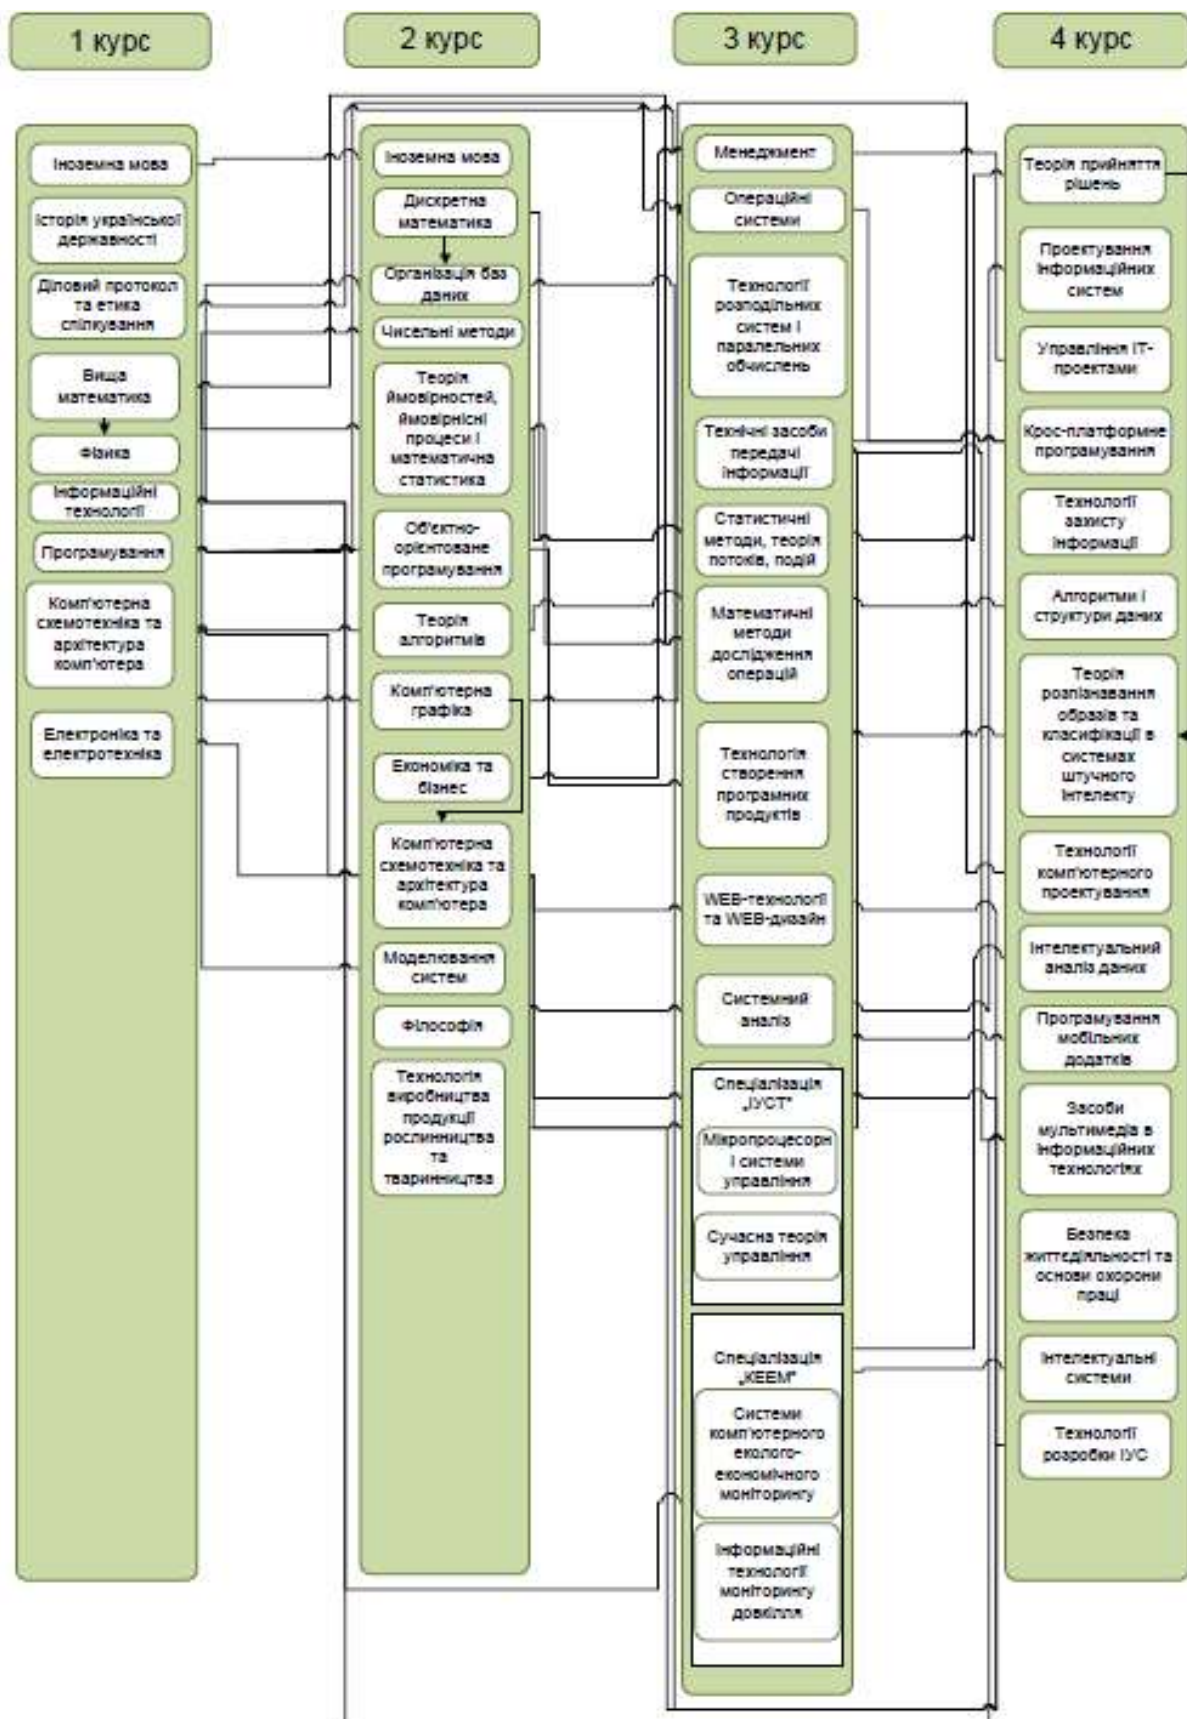 1 курс
2 курс
3 курс
4 курс
Іноземна мова
Історія української
державності
Діловий протокол
та етика
спілкування
Вища
математика
Фізика
Інформаційні
технології
Програмування
Комп'ютерна
схемотехніка та
архітектура
комп'ютера
Електроніка та
електротехніка
Іноземна мова
Дискретна
математика
Організація баз
даних
Чисельні методи
Теорія
ймовірностей,
ймовірнісні
процеси і
математична
статистика
Об'єктно-
орієнтоване
програмування
Теорія
алгоритмів
Комп'ютерна
графіка
Економіка та
бізнес
Комп'ютерна
схемотехніка та
архітектура
комп'ютера
Моделювання
систем
Філософія
Технологія
виробництва
продукції
рослинництва
та
тваринництва
Менеджмент
Операційні
системи
Технології
розподільних
систем і
паралельних
обчислень
Технічні засоби
передачі
інформації
Статистичні
методи, теорія
потоків, подій
Математичні
методи
дослідження
операцій
Технологія
створення
програмних
продуктів
WEB-технології
та WEB-дизайн
Системний
аналіз
Спеціалізація
„ІУСТ"
Мікропроцесорн
і системи
управління
Сучасна теорія
управління
Спеціалізація
„КЕЕМ"
Системи
комп'ютерного
еколого-
економічного
моніторингу
Інформаційні
технології
моніторингу
довкілля
Теорія прийняття
рішень
Проектування
інформаційних
систем
Управління ІТ-
проектами
Крос-платформне
програмування
Технології
захисту
інформації
Алгоритми і
структури даних
Теорія
розпізнавання
образів та
класифікації в
системах
штучного
інтелекту
Технології
комп'ютерного
проектування
Інтелектуальний
аналіз даних
Програмування
мобільних
додатків
Засоби
мультимедіа в
інформаційних
технологіях
Безпека
життєдіяльності та
основи охорони
праці
Інтелектуальні
системи
Технології
розробки ІУС